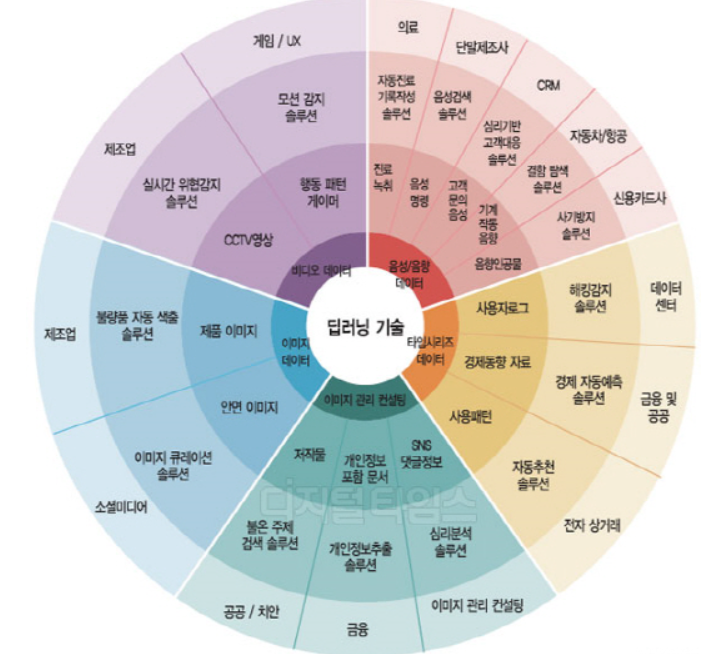 게임 / UX
의료
단말제조사
CRM
자동차/항공
신용카드사
제조업
모션 감지
솔루션
자동진료
기록작성
솔루션
음성검색
솔루션
심리기반
고객대응
솔루션
결함 탐색
솔루션
사기방지
솔루션
실시간 위협감지
솔루션
행동 패턴
게이머
진료
녹취
음성
명령
고객
문의
음성
기계
작동
음향
음향인공물
CCTV영상
비디오 데이터
음성/음향
데이터
딥러닝 기술
제조업
불량품 자동 색출
솔루션
제품 이미지
이미지
데이터
타임시리즈
데이터
사용자로그
해킹감지
솔루션
데이터
센터
경제동향 자료
경제 자동예측
솔루션
금융 및
공공
안면 이미지
이미지 관리 컨설팅
사용패턴
이미지 큐레이션
솔루션
소셜미디어
저작물
개인정보
포함 문서
SNS
댓글정보
자동추천
솔루션
전자 상거래
디지털타임스
불온 주제
검색 솔루션
개인정보추출
솔루션
심리분석
솔루션
공공 / 치안
금융
이미지 관리 컨설팅